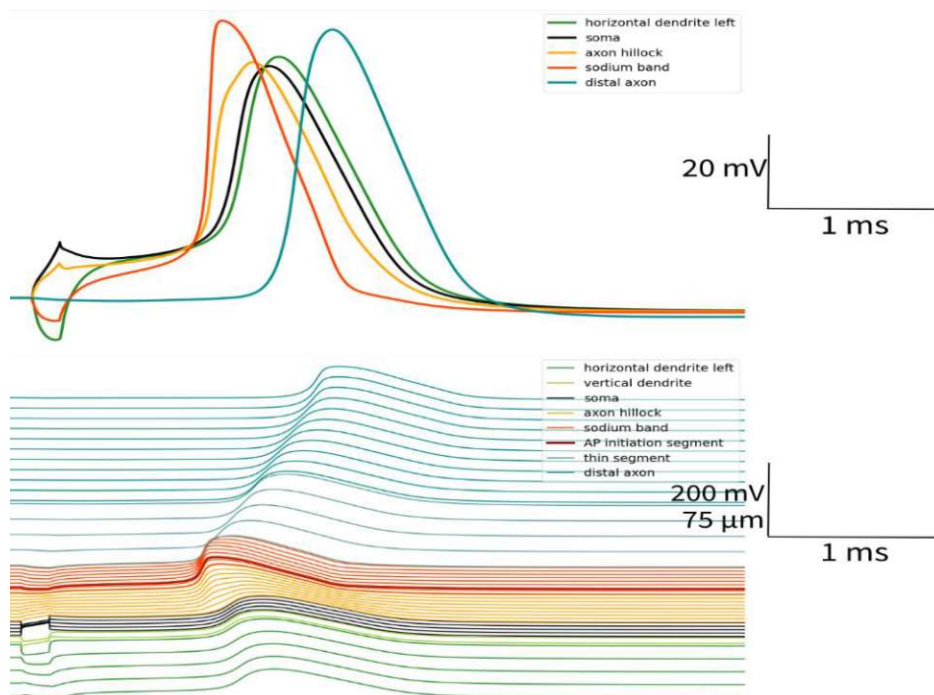 horizontal dendrite left
soma
axon hillock
sodium band
distal axon
20 mV
1 ms
horizontal dendrite left
vertical dendrite
soma
axon hillock
sodium band
AP initiation segment
thin segment
distal axon
200 mV
75 µm
1 ms